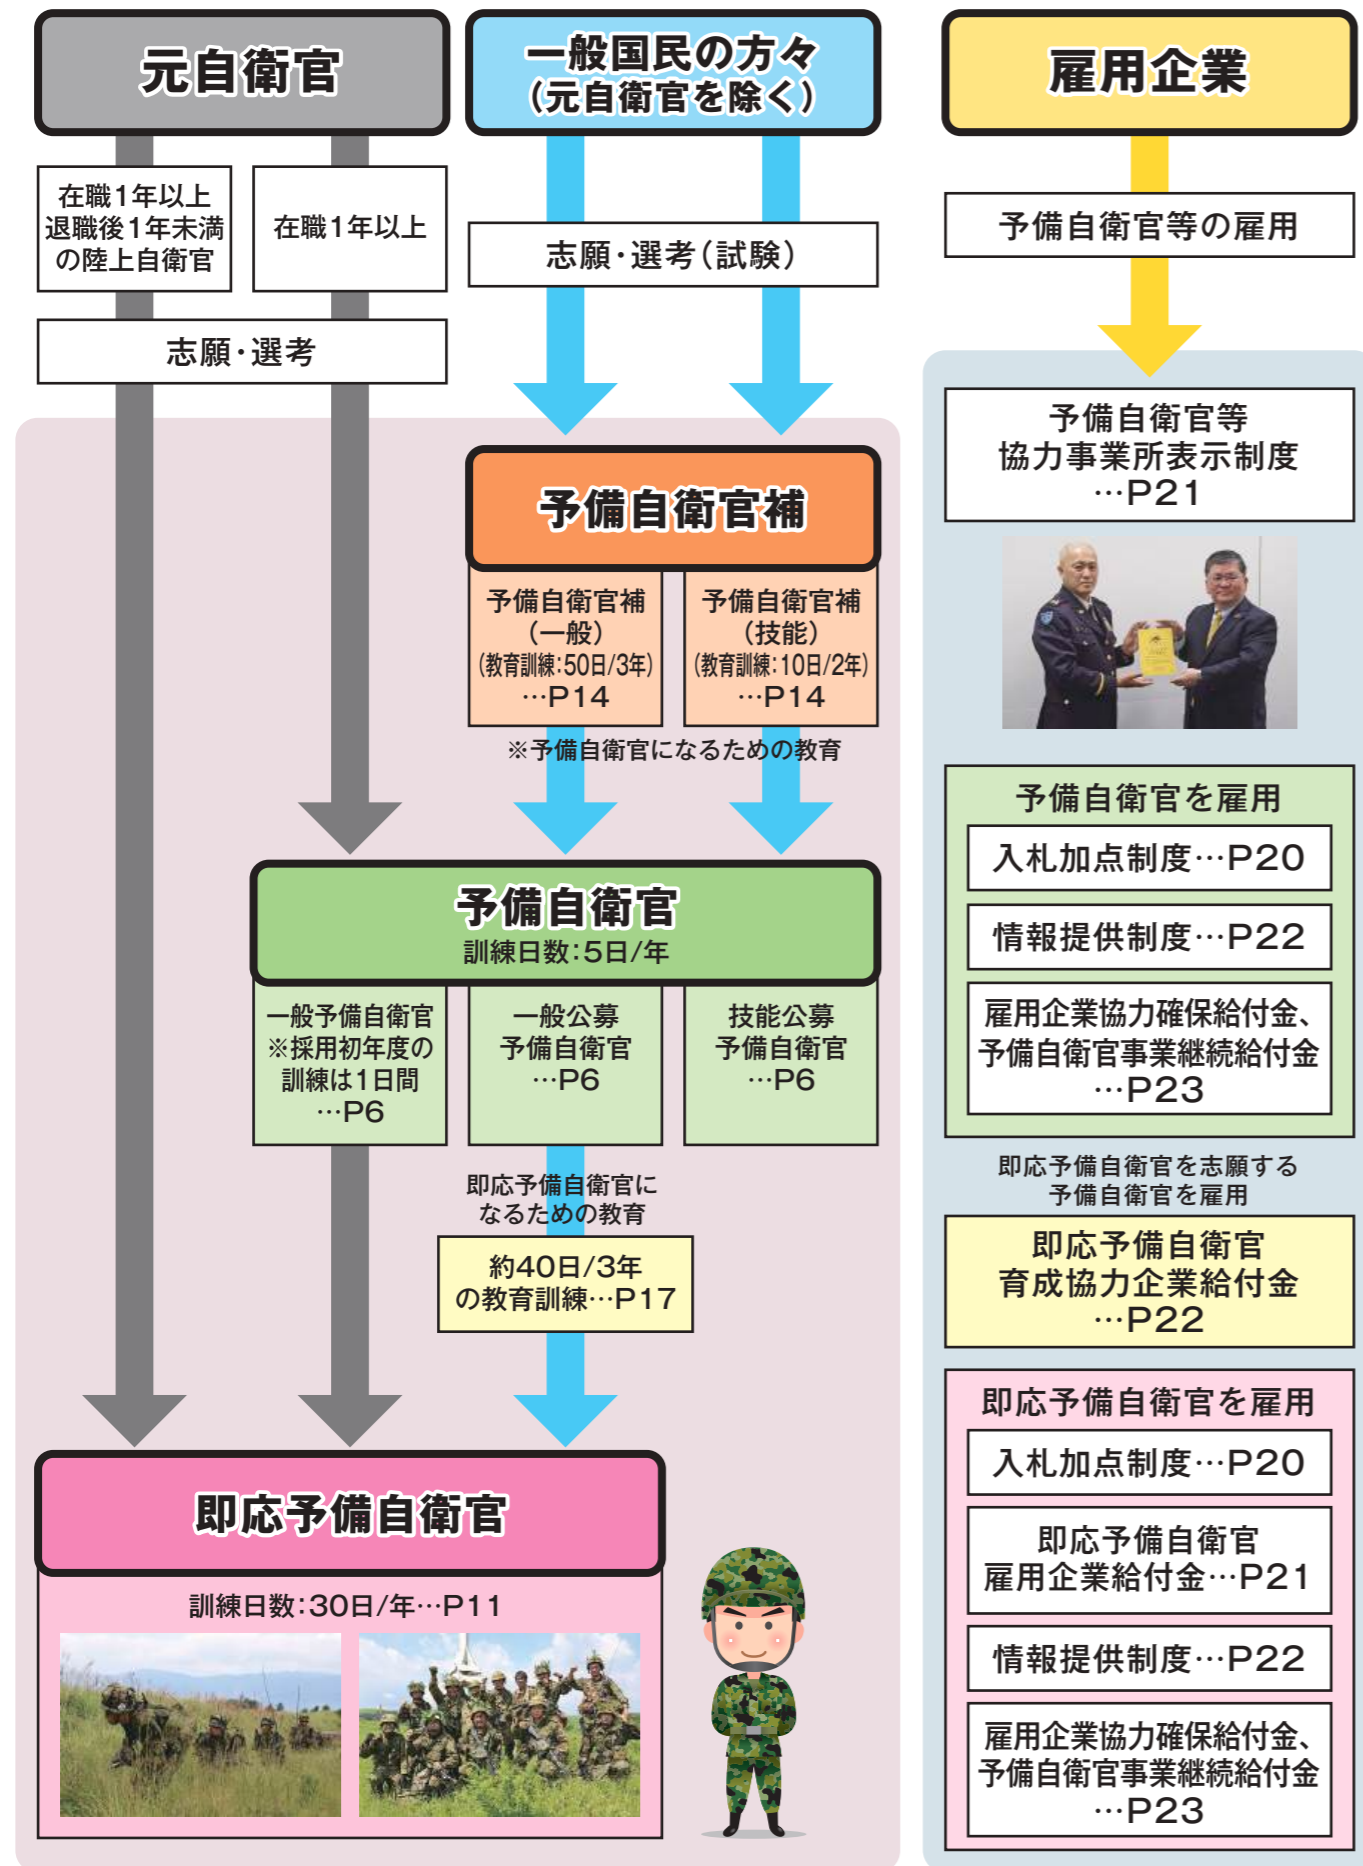 元自衛官
在職1年以上
退職後1年未満
の陸上自衛官
在職1年以上
志願・選考
一般国民の方々
(元自衛官を除く)
志願・選考(試験)
予備自衛官補
予備自衛官補
(一般)
(教育訓練:50日/3年)
…P14
予備自衛官補
(技能)
(教育訓練:10日/2年)
…P14
※予備自衛官になるための教育
予備自衛官
訓練日数:5日/年
一般予備自衛官
※採用初年度の
訓練は1日間
…P6
一般公募
予備自衛官
…P6
技能公募
予備自衛官
…P6
即応予備自衛官に
なるための教育
約40日/3年
の教育訓練…P17
即応予備自衛官
訓練日数:30日/年…P11
雇用企業
予備自衛官等の雇用
予備自衛官等
協力事業所表示制度
…P21
予備自衛官を雇用
入札加点制度…P20
情報提供制度…P22
雇用企業協力確保給付金、
予備自衛官事業継続給付金
…P23
即応予備自衛官を志願する
予備自衛官を雇用
即応予備自衛官
育成協力企業給付金
…P22
即応予備自衛官を雇用
入札加点制度…P20
即応予備自衛官
雇用企業給付金…P21
情報提供制度…P22
雇用企業協力確保給付金、
予備自衛官事業継続給付金
…P23